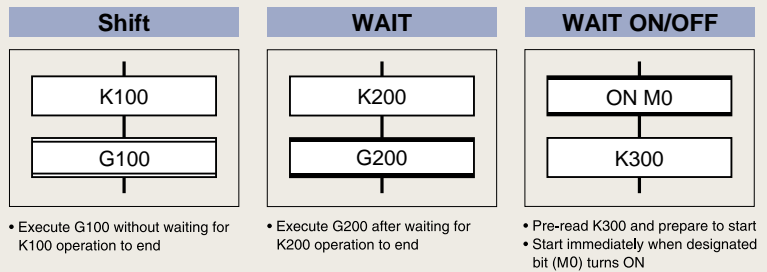 Shift
K100
G100
• Execute G100 without waiting for
K100 operation to end
WAIT
K200
G200
• Execute G200 after waiting for
K200 operation to end
WAIT ON/OFF
ON M0
K300
• Pre-read K300 and prepare to start
• Start immediately when designated
bit (M0) turns ON